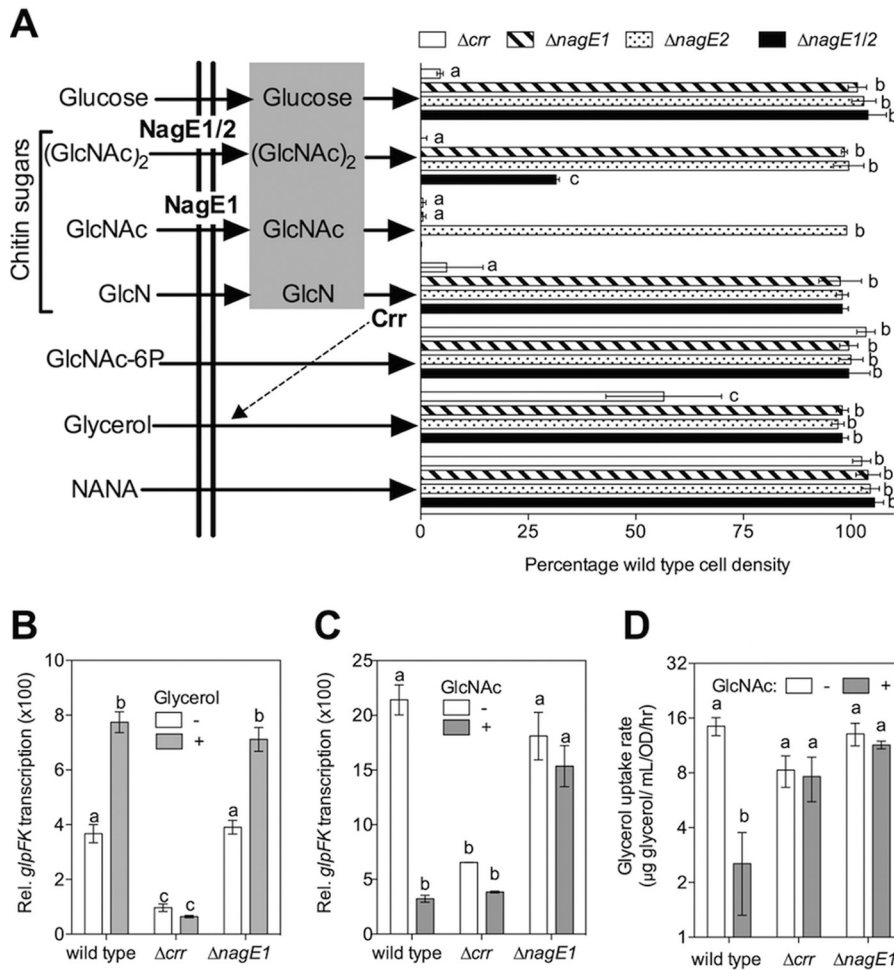 A
Δcrr ΔnagE1 ΔnagE2 ΔnagE1/2
Glucose Glucose
a
b
b
b
NagE1/2
(GlcNAc)2 (GlcNAc)2
a
b
b
c
NagE1
GlcNAc GlcNAc
a
a
b
GlcN GlcN
a
Crr
Chitin sugars
GlcNAc-6P
b
b
b
b
Glycerol
c
b
b
b
NANA
b
b
b
b
0 25 50 75 100
Percentage wild type cell density
B
Rel. glpFK transcription (x100)
10
8
6
4
2
0
Glycerol
-
+
a b c c a b
wild type Δcrr ΔnagE1
C
Rel. glpFK transcription (x100)
25
20
15
10
5
0
GlcNAc
-
+
a b b b a a
wild type Δcrr ΔnagE1
D
Glycerol uptake rate
(µg glycerol/ mL/OD/hr)
32
16
8
4
2
1
GlcNAc: - +
a b a a a a
wild type Δcrr ΔnagE1